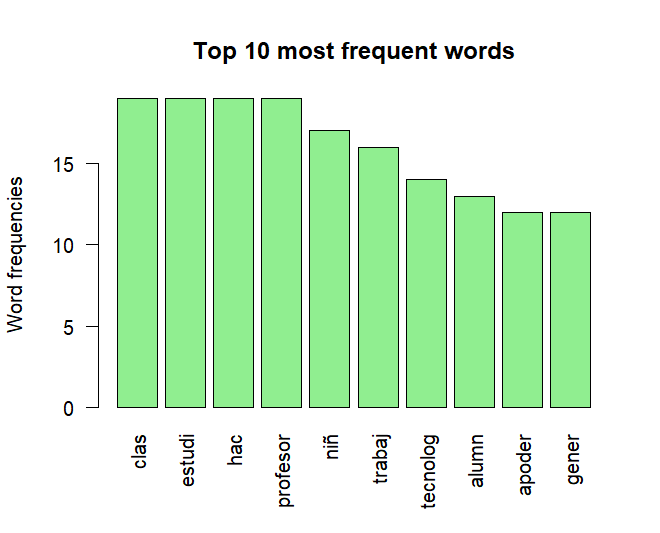 Top 10 most frequent words
Word frequencies
15
10
5
0
clas
estudi
hac
profesor
niñ
trabaj
tecnolog
alumn
apoder
gener